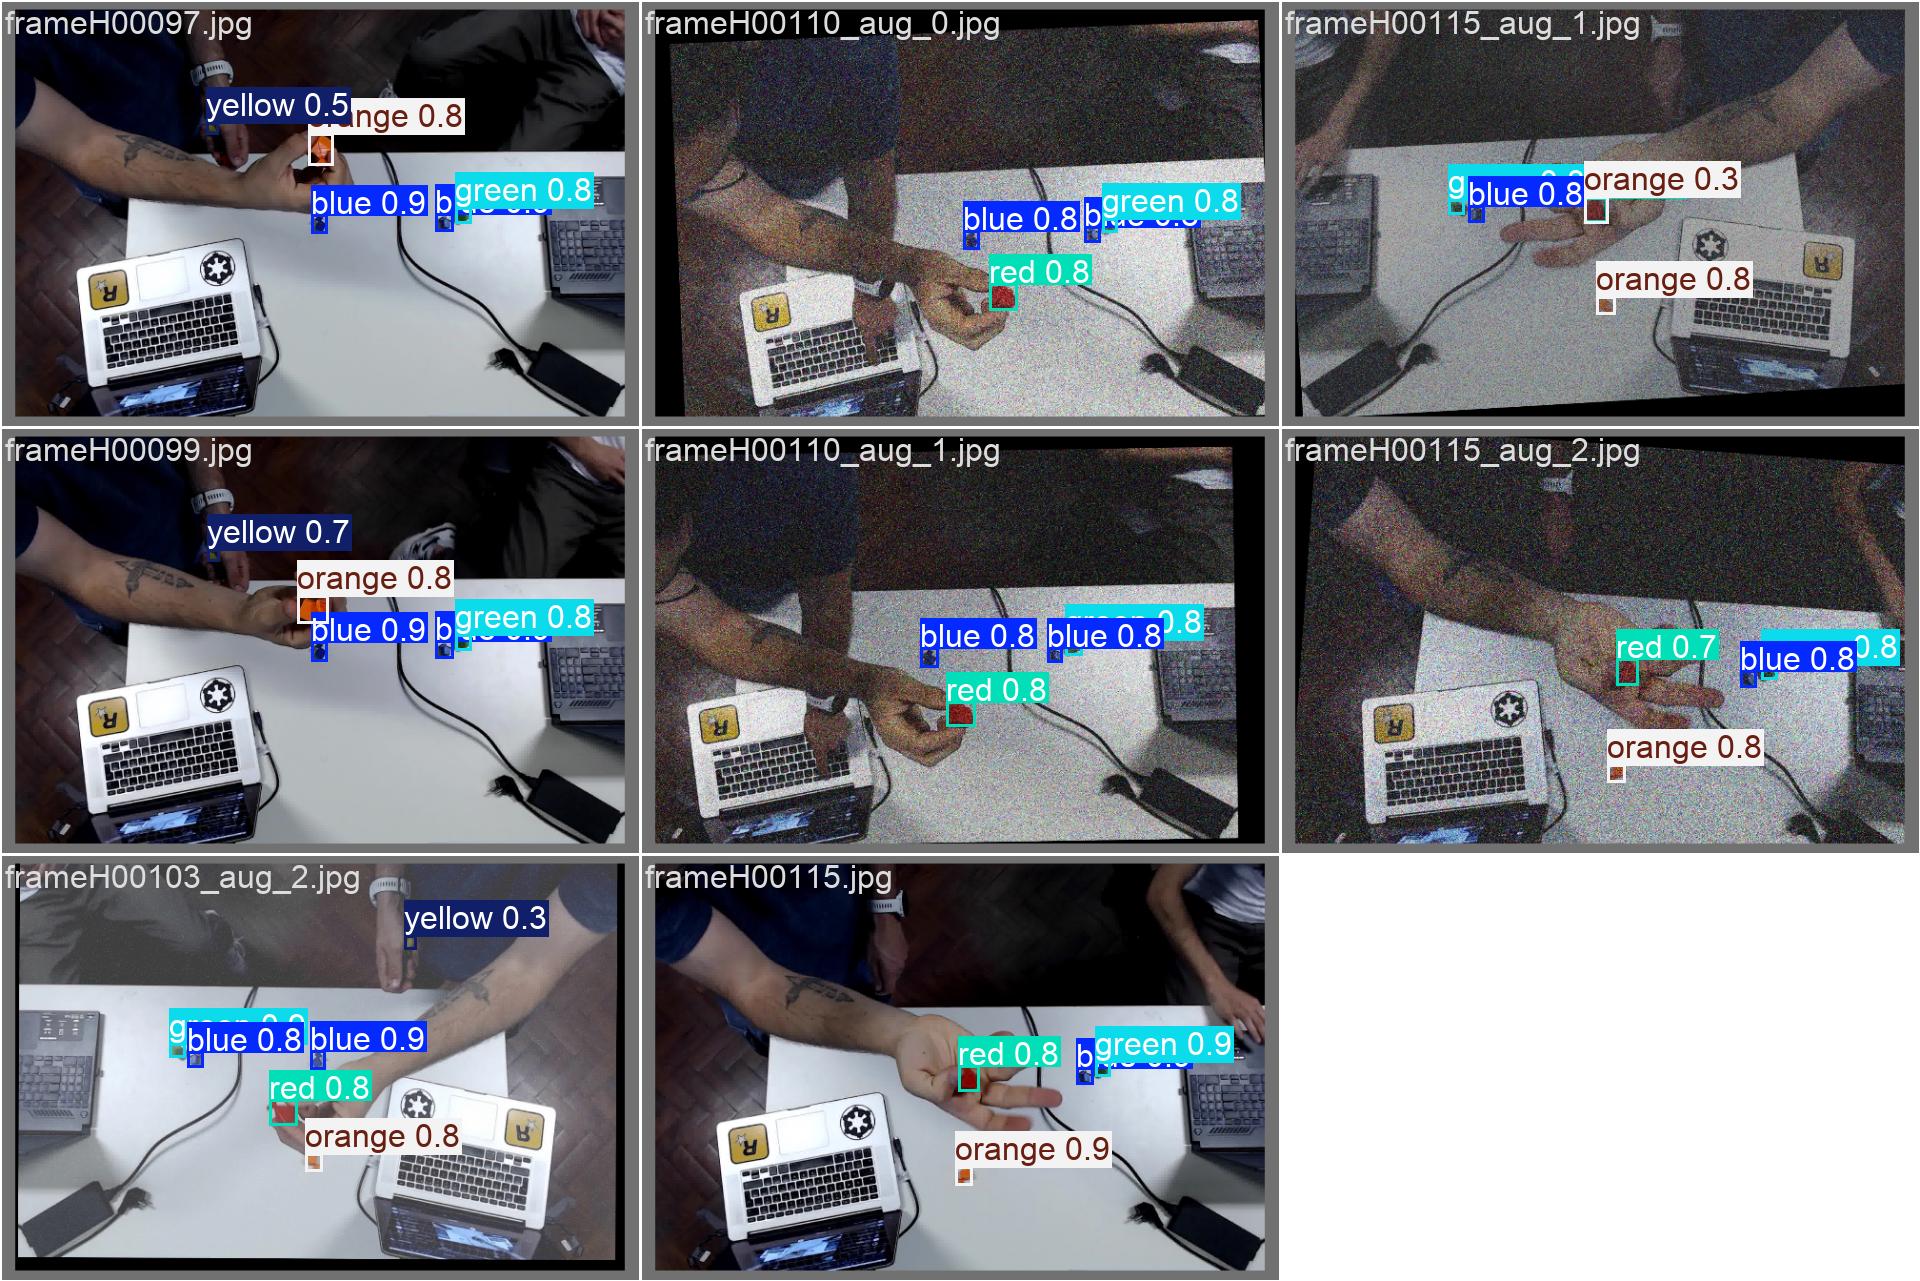 frameH00097.jpg
yellow 0.5
orange 0.8
blue 0.9
green 0.8
R
frameH00110_aug_0.jpg
blue 0.8
green 0.8
red 0.8
R
frameH00115_aug_1.jpg
blue 0.8
orange 0.3
orange 0.8
R
frameH00099.jpg
yellow 0.7
orange 0.8
blue 0.9
green 0.8
R
frameH00110_aug_1.jpg
0.8
blue 0.8
blue 0.8
red 0.8
R
frameH00115_aug_2.jpg
red 0.7
blue 0.8
0.8
orange 0.8
R
frameH00103_aug_2.jpg
yellow 0.3
blue 0.8
blue 0.9
red 0.8
orange 0.8
R
frameH00115.jpg
red 0.8
green 0.9
orange 0.9
R